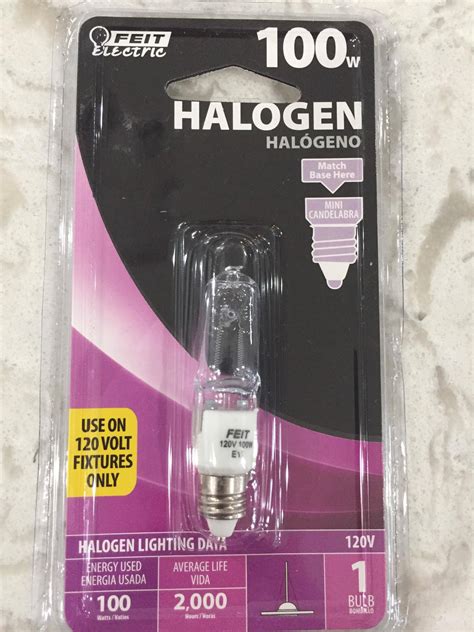 FEIT
electric
100W
HALOGEN
HALÓGENO
Match
Base Here
MINI
CANDELABRA
FEIT
120V 100W
USE ON
120 VOLT
FIXTURES
ONLY
HALOGEN LIGHTING DATA
120V
ENERGY USED
ENERGIA USADA
100
Watts / Vatios
AVERAGE LIFE
VIDA
2,000
Hours / Horas
1
BULB
BOMBILLO